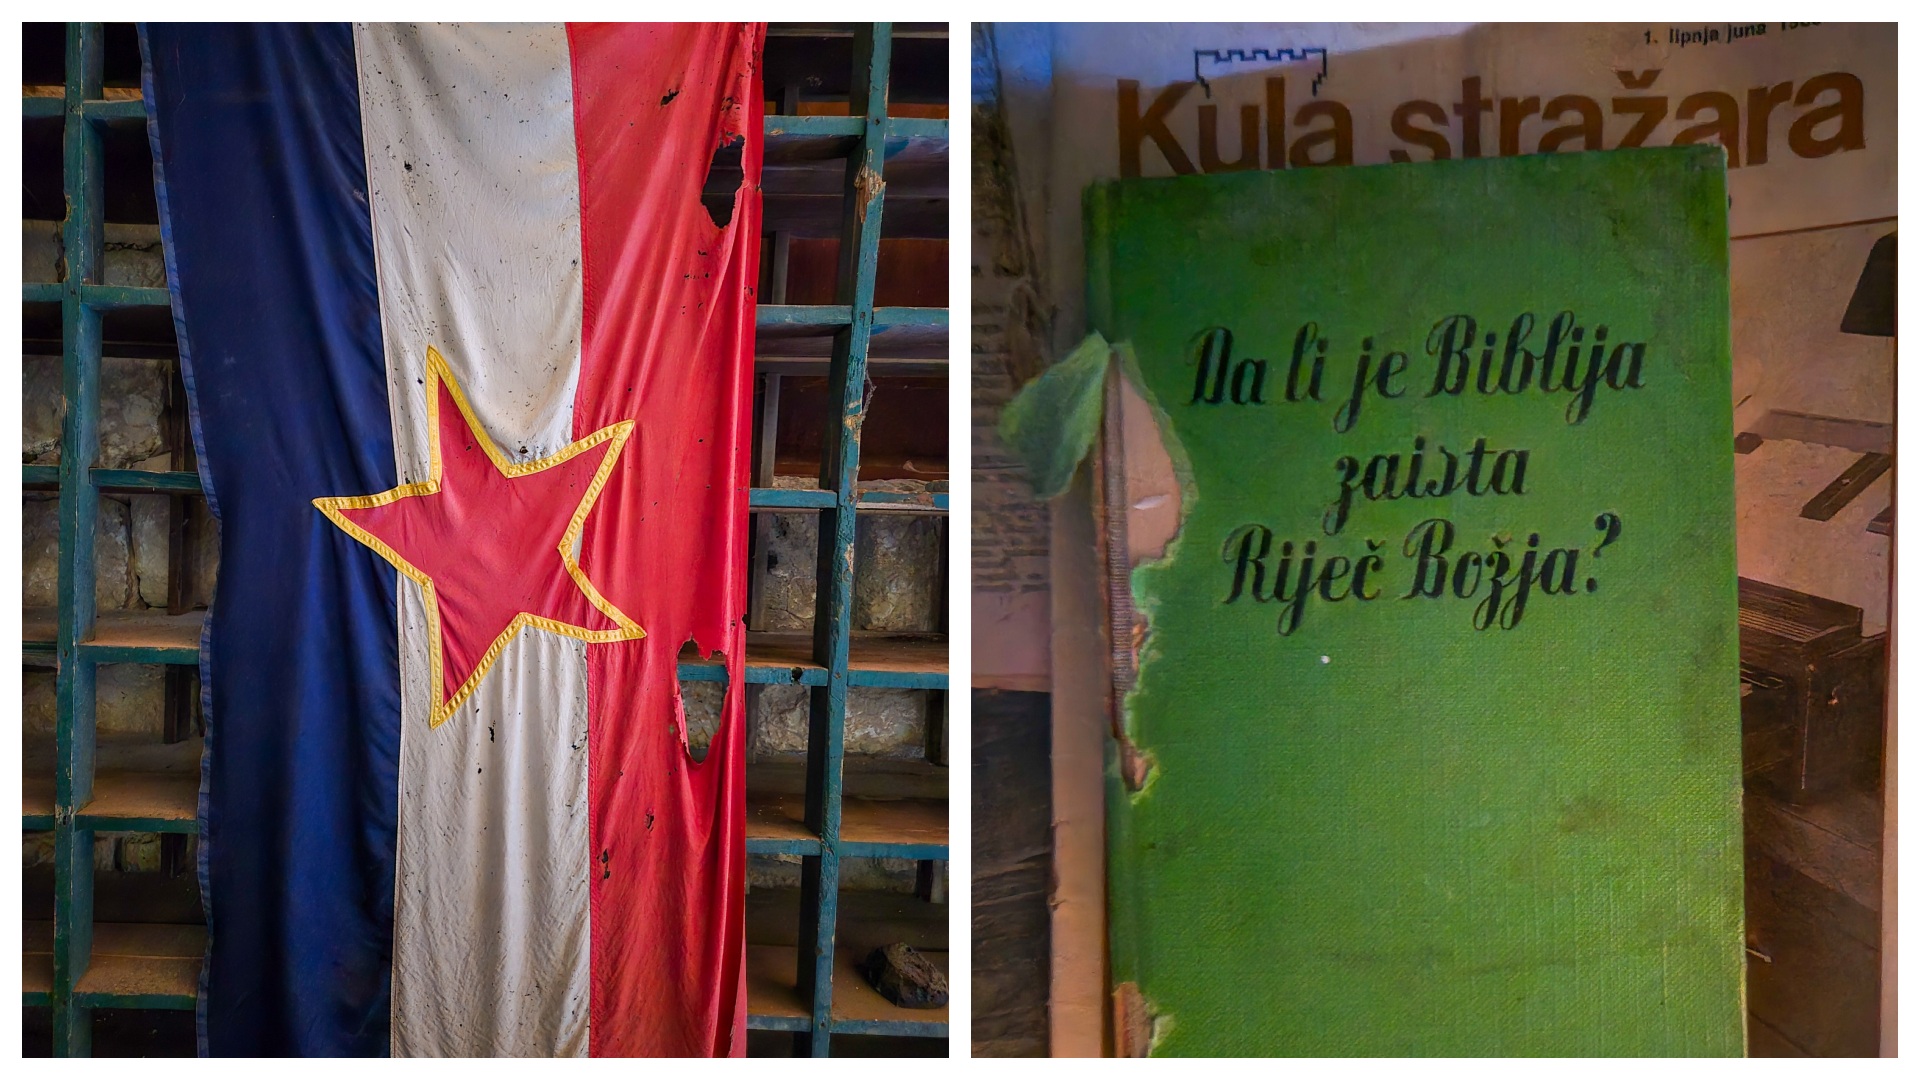 1. lipnja juna
Kula stražara
Da li je Biblija
zaista
Riječ Božja?